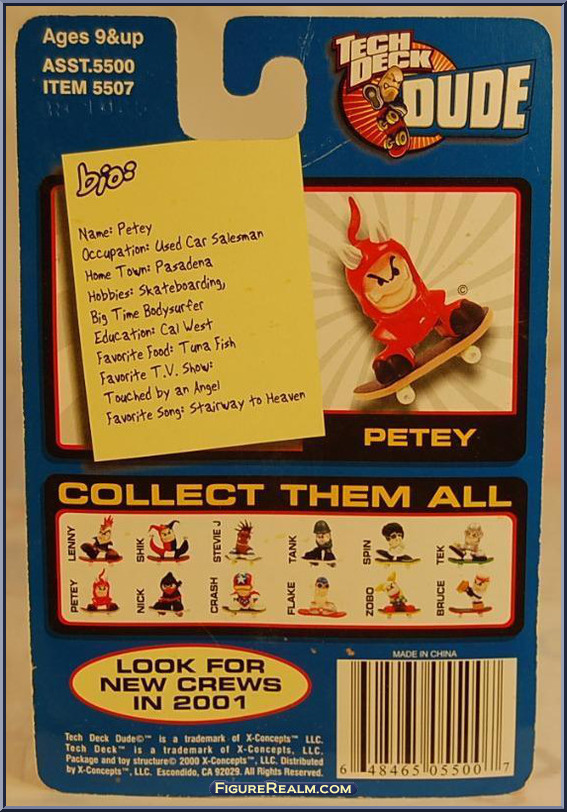 Ages 9&up
ASST.5500
ITEM 5507
TECH DECK DUDE
bio:
Name: Petey
Occupation: Used Car Salesman
Home Town: Pasadena
Hobbies: Skateboarding,
Big Time Bodysurfer
Education: Cal West
Favorite Food: Tuna Fish
Favorite T.V. Show:
Touched by an Angel
Favorite Song: Stairway to Heaven
©
PETEY
COLLECT THEM ALL
LENNY
SHIK
STEVIE J
TANK
SPIN
TEK
PETEY
NICK
CRASH
FLAKE
ZOBO
BRUCE
LOOK FOR
NEW CREWS
IN 2001
MADE IN CHINA
6 48465 05500 7
Tech Deck Dude©™ is a trademark of X-Concepts™ LLC.
Tech Deck™ is a trademark of X-Concepts, LLC.
Package and toy structure© 2000 X-Concepts™, LLC. Distributed
by X-Concepts™, LLC. Escondido, CA 92029. All Rights Reserved.
FIGUREREALM.COM